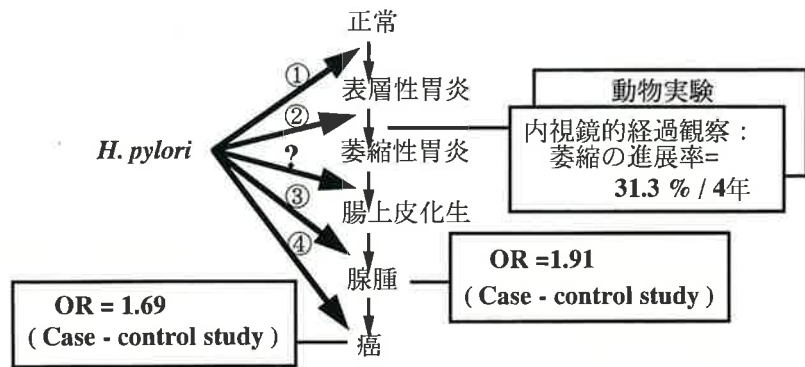 正常
①
表層性胃炎
動物実験
②
内視鏡的経過観察：
萎縮の進展率=
31.3 % / 4年
H. pylori
?
萎縮性胃炎
③
腸上皮化生
④
OR =1.91
( Case - control study )
腺腫
OR = 1.69
( Case - control study )
癌